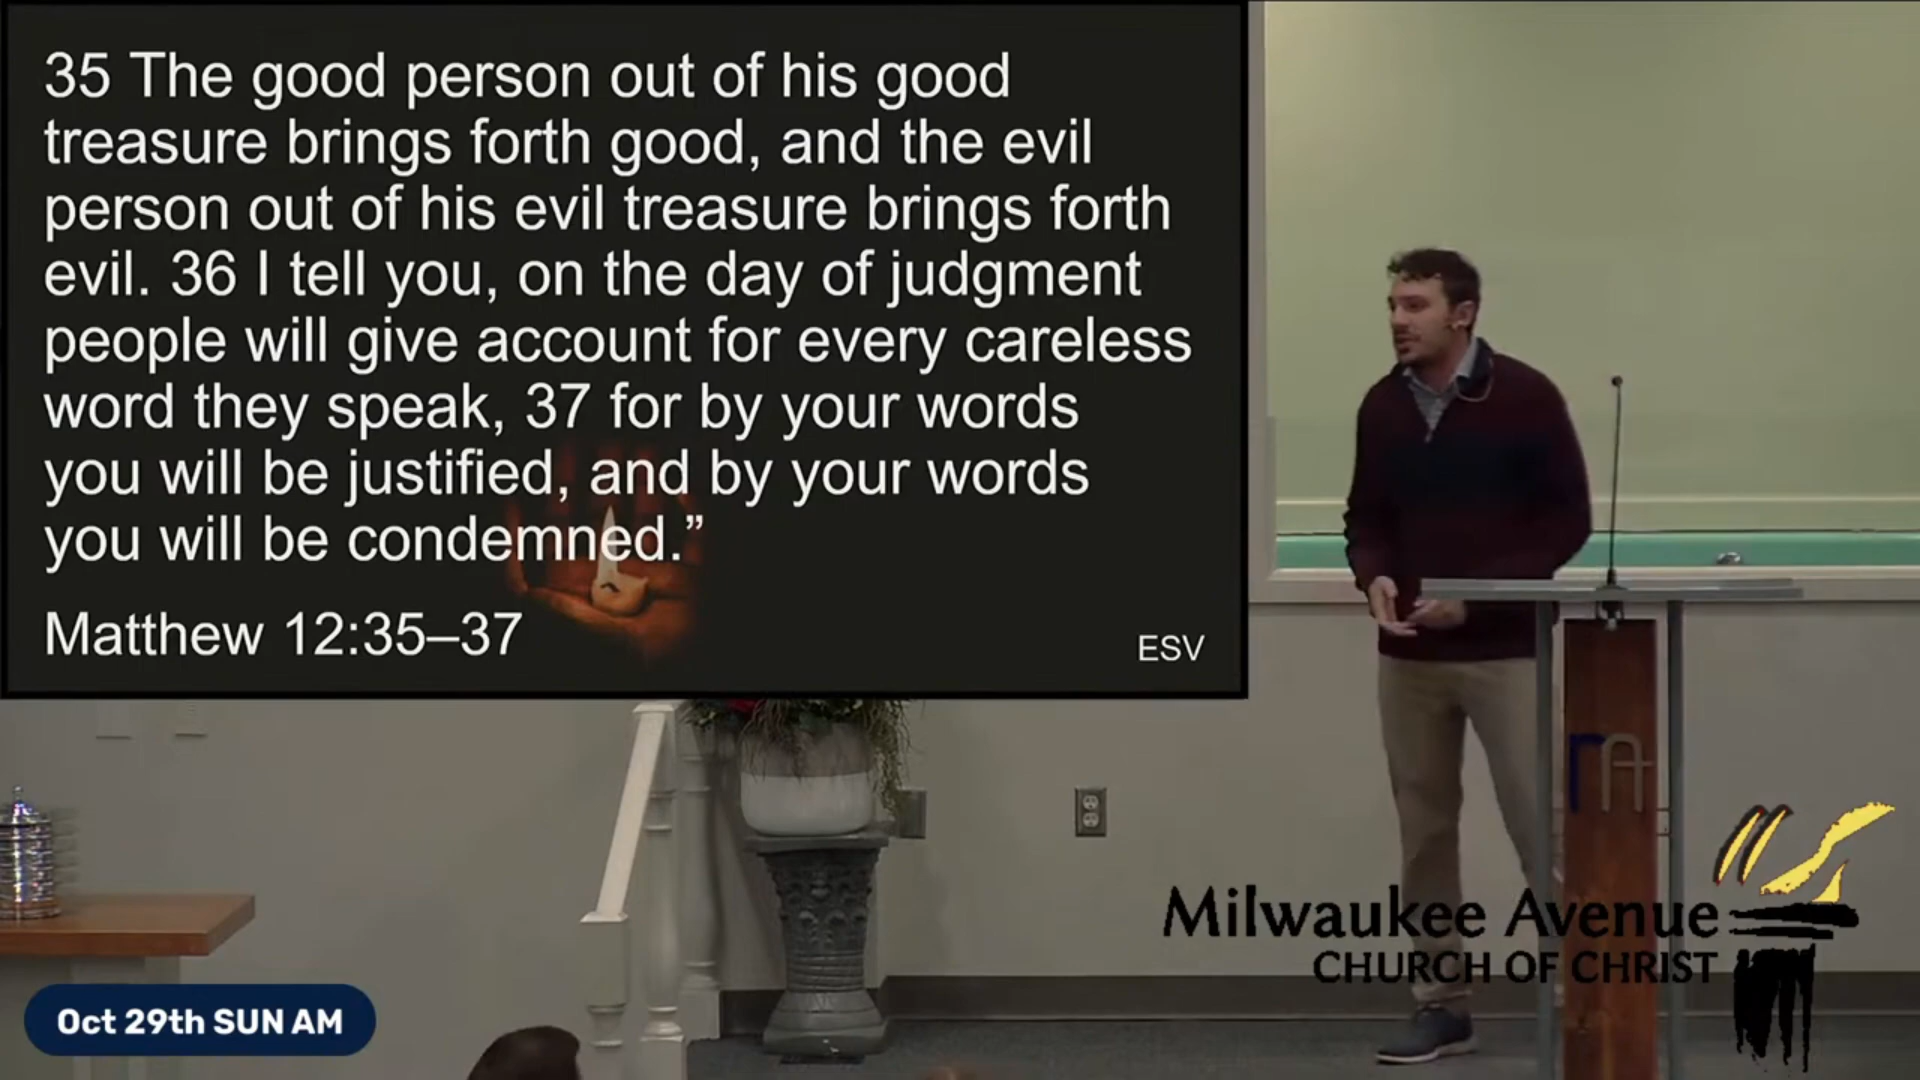 35 The good person out of his good
treasure brings forth good, and the evil
person out of his evil treasure brings forth
evil. 36 I tell you, on the day of judgment
people will give account for every careless
word they speak, 37 for by your words
you will be justified, and by your words
you will be condemned.”
Matthew 12:35–37
ESV
Milwaukee Avenue
CHURCH OF CHRIST
Oct 29th SUN AM